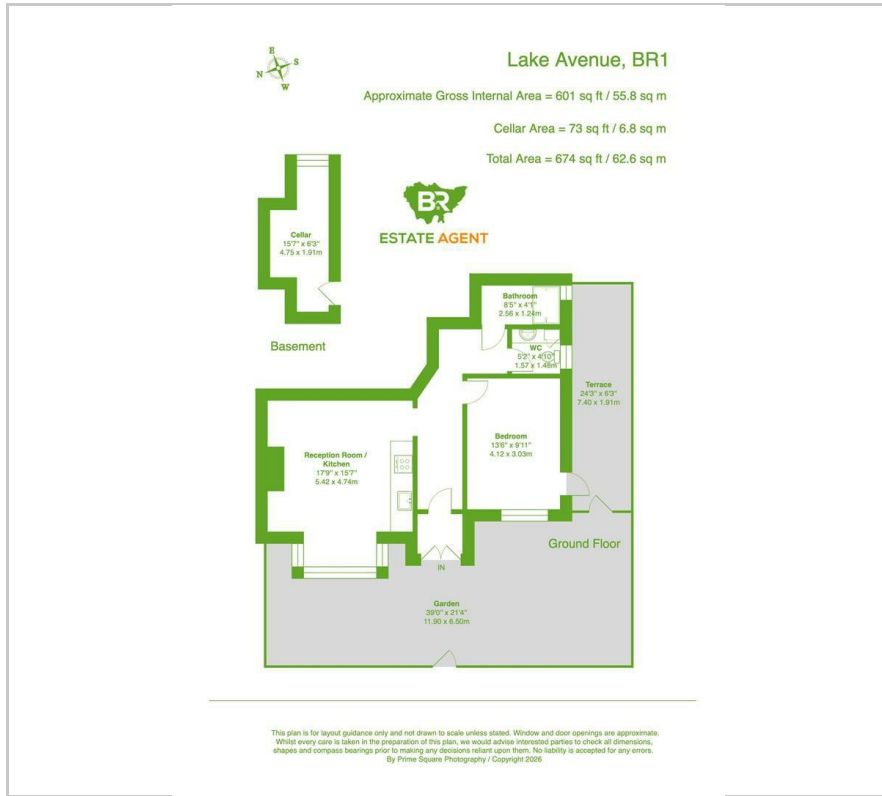 Lake Avenue, BR1
Approximate Gross Internal Area = 601 sq ft / 55.8 sq m
Cellar Area = 73 sq ft / 6.8 sq m
Total Area = 674 sq ft / 62.6 sq m
E
S
N
W
BR
ESTATE AGENT
Cellar
15'7" x 6'3"
4.75 x 1.91m
Basement
Bathroom
8'5" x 4'1"
2.56 x 1.24m
WC
5'2" x 4'10"
1.57 x 1.48m
Terrace
24'3" x 6'3"
7.40 x 1.91m
Bedroom
13'6" x 9'11"
4.12 x 3.03m
Reception Room /
Kitchen
17'9" x 15'7"
5.42 x 4.74m
Ground Floor
IN
Garden
39'0" x 21'4"
11.90 x 6.50m
This plan is for layout guidance only and not drawn to scale unless stated. Window and door openings are approximate.
Whilst every care is taken in the preparation of this plan, we would advise interested parties to check all dimensions,
shapes and compass bearings prior to making any decisions reliant upon them. No liability is accepted for any errors.
By Prime Square Photography / Copyright 2026